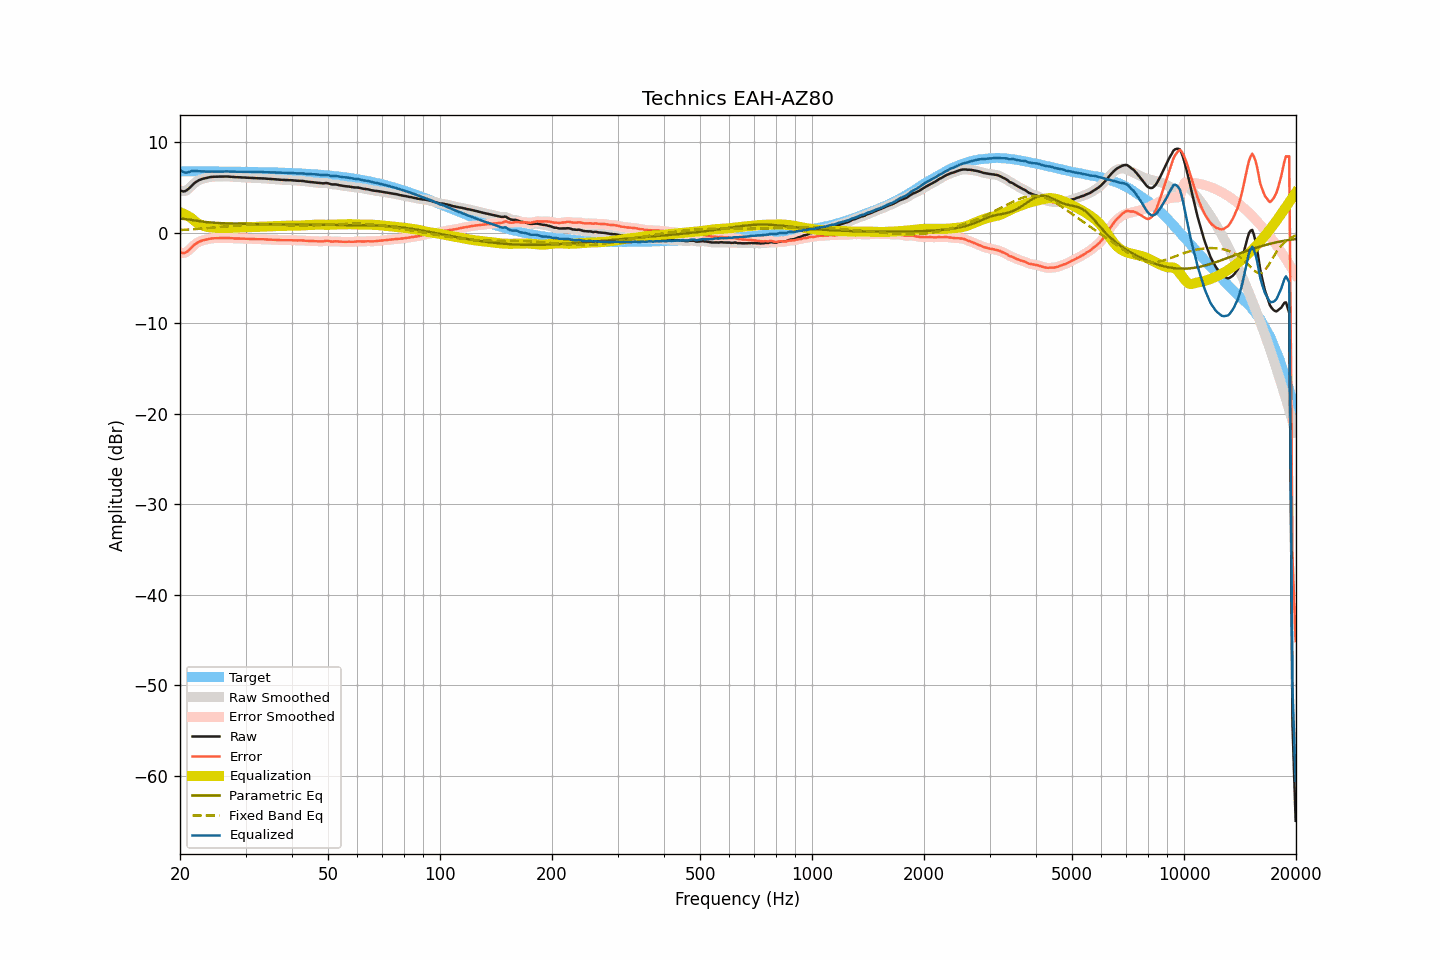 Technics EAH-AZ80
10
0
−10
−20
−30
−40
−50
−60
Amplitude (dBr)
Target
Raw Smoothed
Error Smoothed
Raw
Error
Equalization
Parametric Eq
Fixed Band Eq
Equalized
20 50 100 200 500 1000 2000 5000 10000 20000
Frequency (Hz)